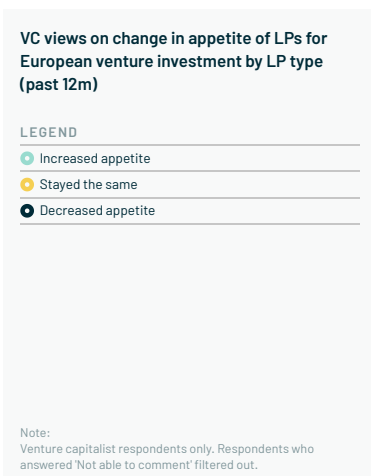 VC views on change in appetite of LPs for
European venture investment by LP type
(past 12m)
LEGEND
Increased appetite
Stayed the same
Decreased appetite
Note:
Venture capitalist respondents only. Respondents who
answered 'Not able to comment' filtered out.